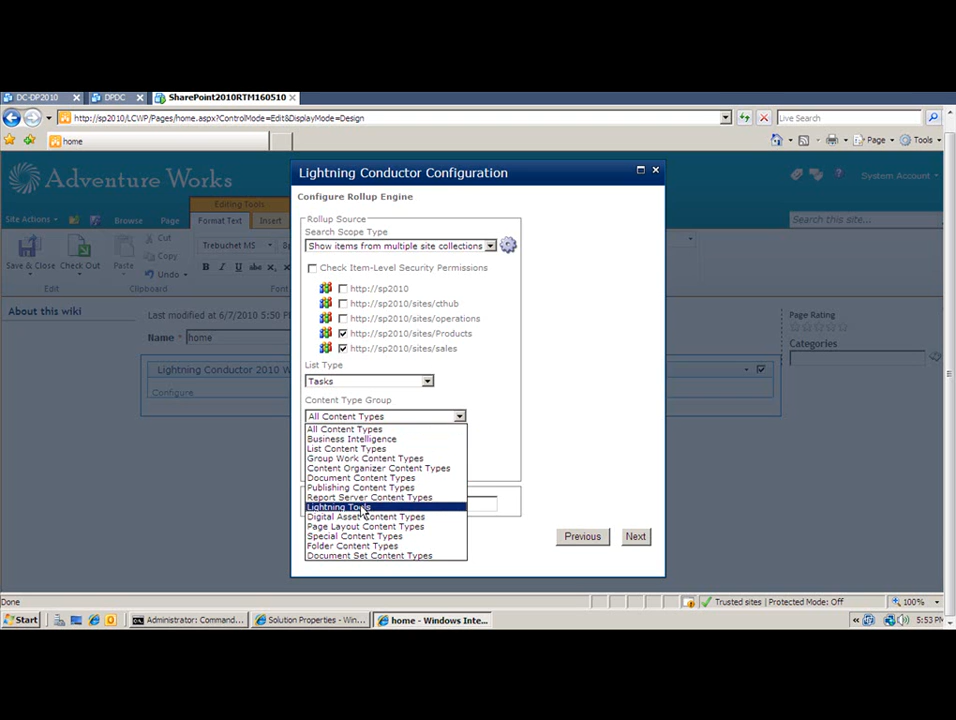 DC-DP2010
DPDC
SharePoint2010RTM160510
http://sp2010/LCWP/Pages/home.aspx?ControlMode=Edit&DisplayMode=Design
Live Search
home
Page
Tools
Adventure Works
System Account
Editing Tools
Site Actions
Browse
Page
Format Text
Insert
Search this site...
Save & Close
Check Out
Paste
Cut
Copy
Undo
Trebuchet MS
B I U abc x
Edit
Clipboard
About this wiki
Last modified at 6/7/2010 5:50 P
Name
home
Lightning Conductor 2010 W
Configure
Page Rating
Categories
Lightning Conductor Configuration
Configure Rollup Engine
Rollup Source
Search Scope Type
Show items from multiple site collections
Check Item-Level Security Permissions
http://sp2010
http://sp2010/sites/cthub
http://sp2010/sites/operations
http://sp2010/sites/Products
http://sp2010/sites/sales
List Type
Tasks
Content Type Group
All Content Types
All Content Types
Business Intelligence
List Content Types
Group Work Content Types
Content Organizer Content Types
Document Content Types
Publishing Content Types
Report Server Content Types
Lightning Tools
Digital Asset Content Types
Page Layout Content Types
Special Content Types
Folder Content Types
Document Set Content Types
Previous
Next
Done
Trusted sites | Protected Mode: Off
100%
Start
Administrator: Command...
Solution Properties - Win...
home - Windows Inte...
5:53 PM